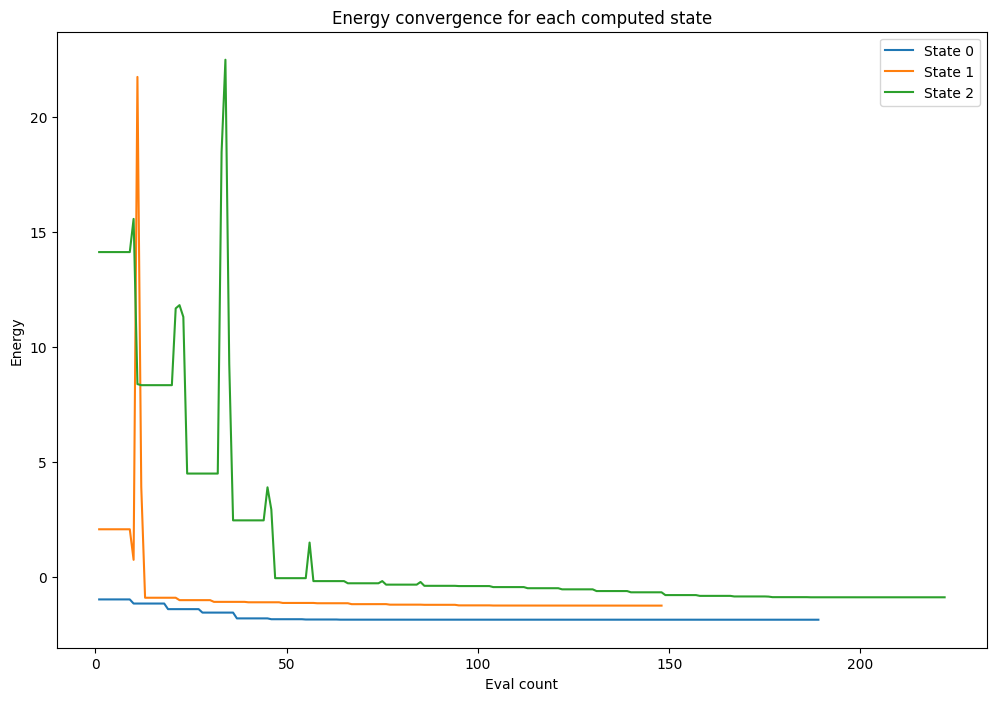 Energy convergence for each computed state
State 0
State 1
State 2
Energy
20
15
10
5
0
0 50 100 150 200
Eval count